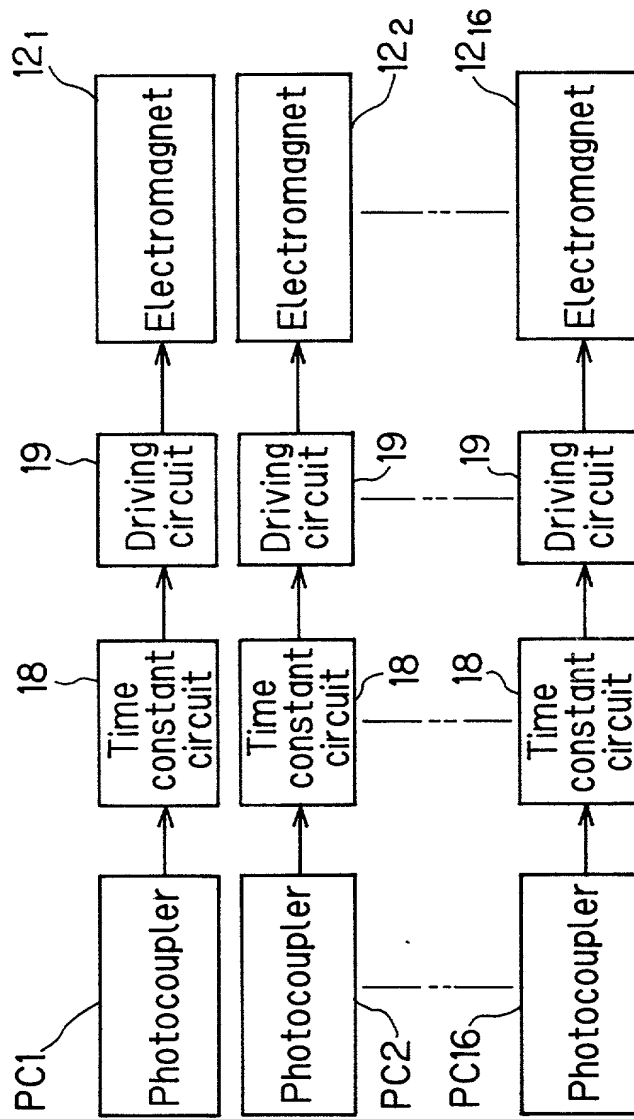 PC1
18
19
12₁
Photocoupler
Time
constant
circuit
Driving
circuit
Electromagnet
Photocoupler
Time
constant
circuit
Driving
circuit
Electromagnet
PC2
18
19
12₂
PC16
18
19
12₁₆
Photocoupler
Time
constant
circuit
Driving
circuit
Electromagnet